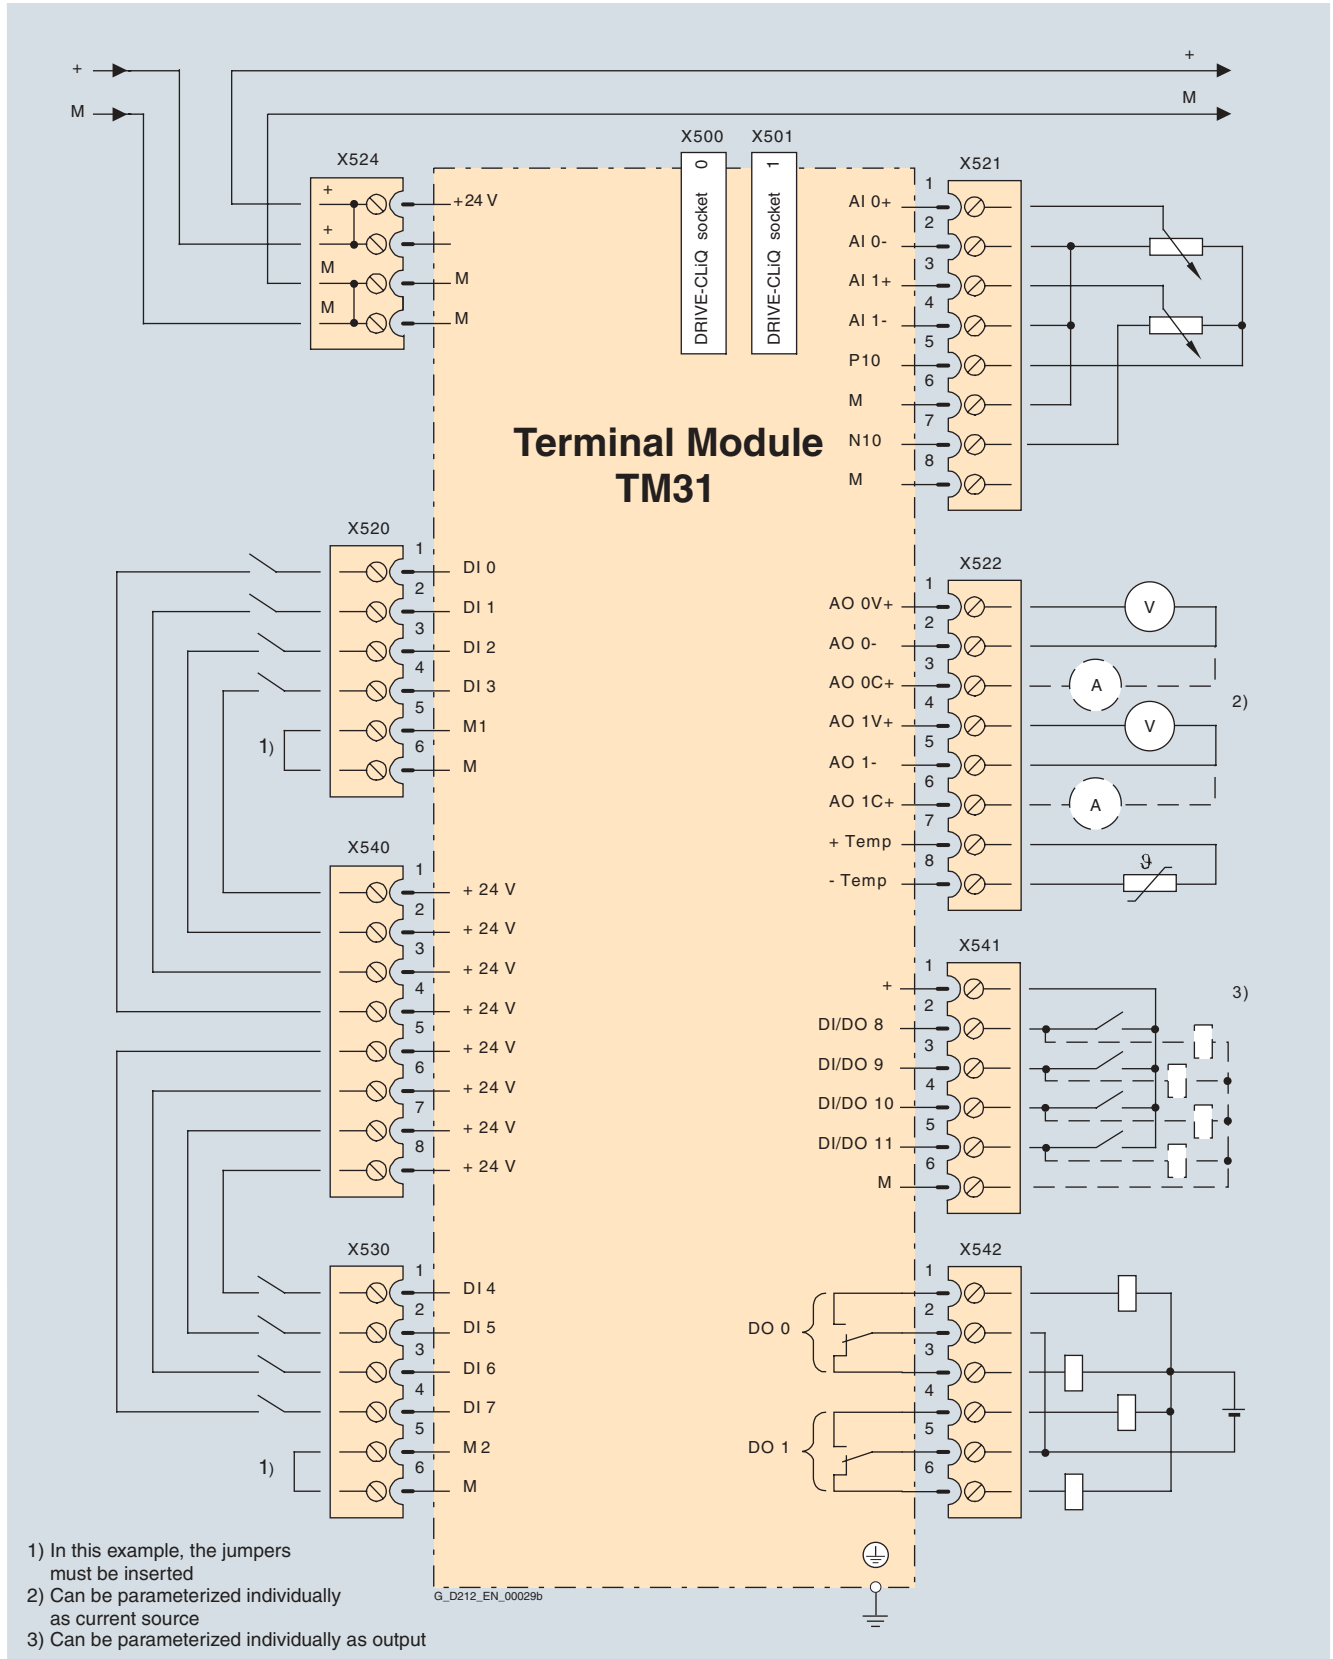 +
M
+
M
X500
X501
X524
X521
DRIVE-CLiQ socket 0
DRIVE-CLiQ socket 1
+
+24 V
+
M
M
M
M
1
AI 0+
2
AI 0-
3
AI 1+
4
AI 1-
5
P10
6
M
7
N10
8
M
Terminal Module
TM31
X520
1
DI 0
2
DI 1
3
DI 2
4
DI 3
5
M1
6
M
1)
X522
1
AO 0V+
V
2
AO 0-
3
AO 0C+
A
2)
4
AO 1V+
V
5
AO 1-
6
AO 1C+
A
7
+ Temp
8
- Temp
ϑ
X540
1
+ 24 V
2
+ 24 V
3
+ 24 V
4
+ 24 V
5
+ 24 V
6
+ 24 V
7
+ 24 V
8
+ 24 V
X541
1
+
3)
2
DI/DO 8
3
DI/DO 9
4
DI/DO 10
5
DI/DO 11
6
M
X530
1
DI 4
2
DI 5
3
DI 6
4
DI 7
5
M2
6
M
1)
X542
1
2
DO 0
3
4
5
DO 1
6
1) In this example, the jumpers
must be inserted
2) Can be parameterized individually
as current source
3) Can be parameterized individually as output
G_D212_EN_00029b